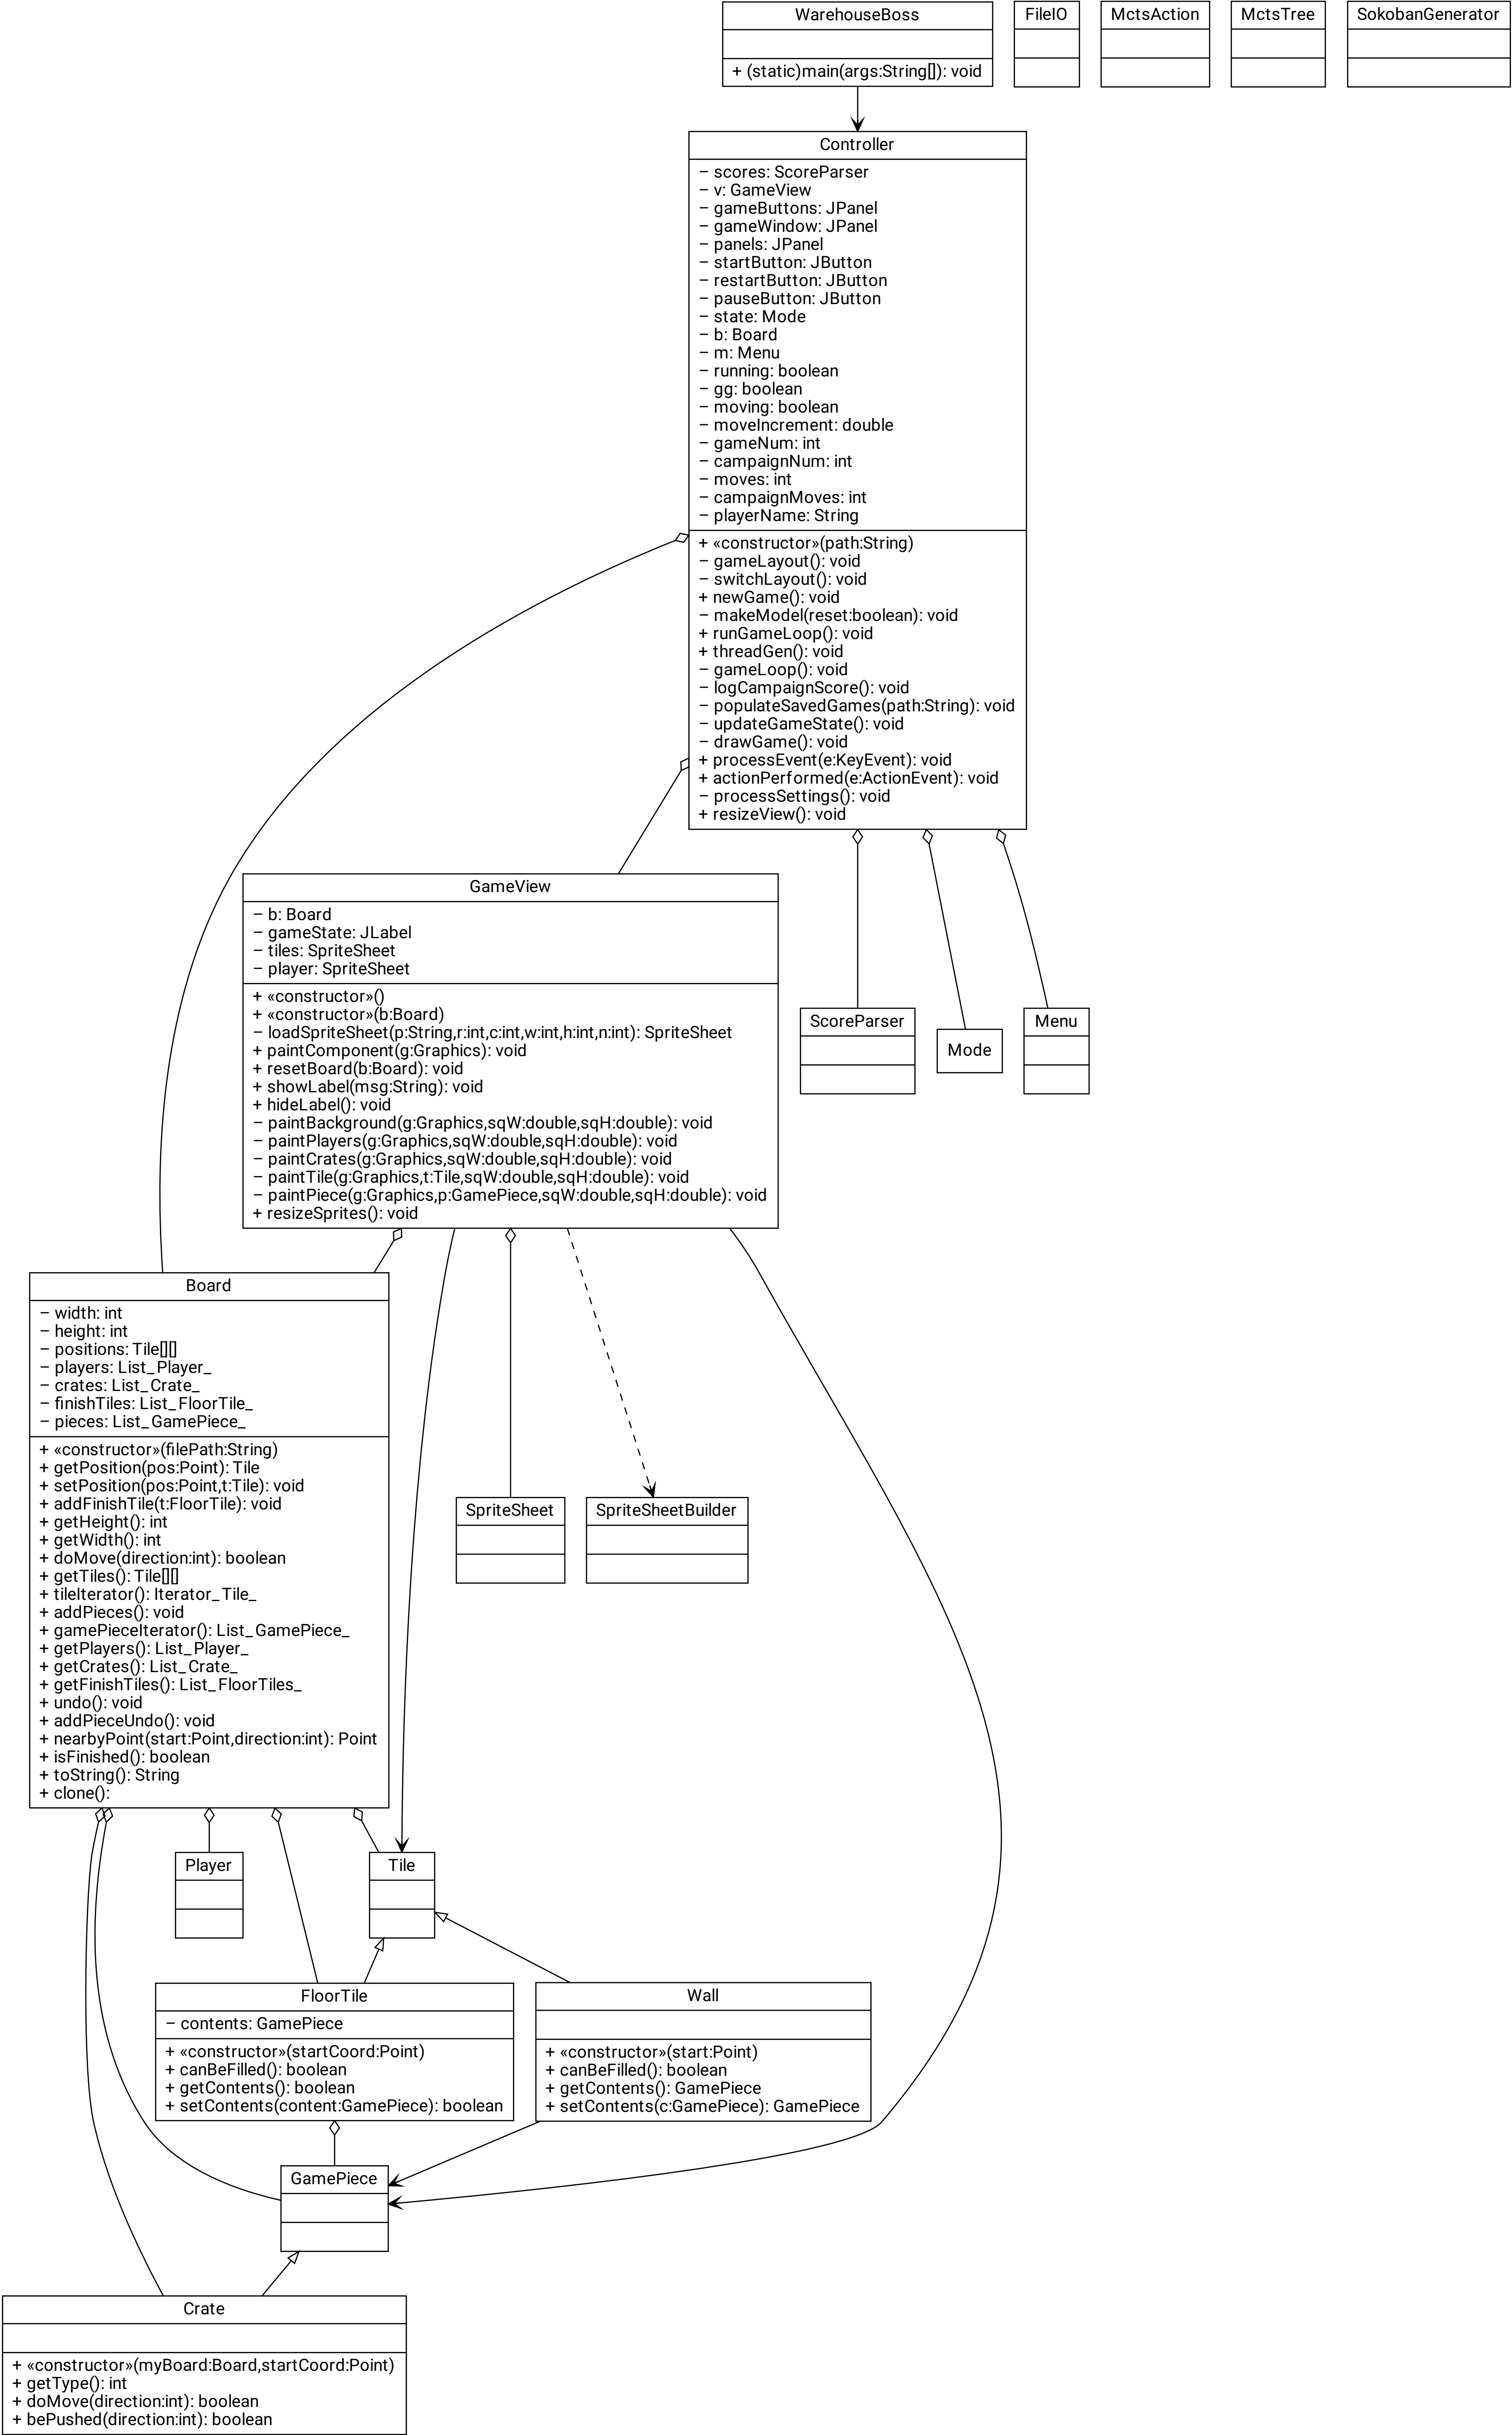 WarehouseBoss
+ (static)main(args:String[]): void
FileIO
MctsAction
MctsTree
SokobanGenerator
Controller
− scores: ScoreParser
− v: GameView
− gameButtons: JPanel
− gameWindow: JPanel
− panels: JPanel
− startButton: JButton
− restartButton: JButton
− pauseButton: JButton
− state: Mode
− b: Board
− m: Menu
− running: boolean
− gg: boolean
− moving: boolean
− moveIncrement: double
− gameNum: int
− campaignNum: int
− moves: int
− campaignMoves: int
− playerName: String
+ «constructor»(path:String)
− gameLayout(): void
− switchLayout(): void
+ newGame(): void
− makeModel(reset:boolean): void
+ runGameLoop(): void
+ threadGen(): void
− gameLoop(): void
− logCampaignScore(): void
− populateSavedGames(path:String): void
− updateGameState(): void
− drawGame(): void
+ processEvent(e:KeyEvent): void
+ actionPerformed(e:ActionEvent): void
− processSettings(): void
+ resizeView(): void
GameView
− b: Board
− gameState: JLabel
− tiles: SpriteSheet
− player: SpriteSheet
+ «constructor»()
+ «constructor»(b:Board)
− loadSpriteSheet(p:String,r:int,c:int,w:int,h:int,n:int): SpriteSheet
+ paintComponent(g:Graphics): void
+ resetBoard(b:Board): void
+ showLabel(msg:String): void
+ hideLabel(): void
− paintBackground(g:Graphics,sqW:double,sqH:double): void
− paintPlayers(g:Graphics,sqW:double,sqH:double): void
− paintCrates(g:Graphics,sqW:double,sqH:double): void
− paintTile(g:Graphics,t:Tile,sqW:double,sqH:double): void
− paintPiece(g:Graphics,p:GamePiece,sqW:double,sqH:double): void
+ resizeSprites(): void
ScoreParser
Mode
Menu
Board
− width: int
− height: int
− positions: Tile[][]
− players: List_Player_
− crates: List_Crate_
− finishTiles: List_FloorTile_
− pieces: List_GamePiece_
+ «constructor»(filePath:String)
+ getPosition(pos:Point): Tile
+ setPosition(pos:Point,t:Tile): void
+ addFinishTile(t:FloorTile): void
+ getHeight(): int
+ getWidth(): int
+ doMove(direction:int): boolean
+ getTiles(): Tile[][]
+ tileIterator(): Iterator_Tile_
+ addPieces(): void
+ gamePieceIterator(): List_GamePiece_
+ getPlayers(): List_Player_
+ getCrates(): List_Crate_
+ getFinishTiles(): List_FloorTiles_
+ undo(): void
+ addPieceUndo(): void
+ nearbyPoint(start:Point,direction:int): Point
+ isFinished(): boolean
+ toString(): String
+ clone():
SpriteSheet
SpriteSheetBuilder
Player
Tile
FloorTile
− contents: GamePiece
+ «constructor»(startCoord:Point)
+ canBeFilled(): boolean
+ getContents(): boolean
+ setContents(content:GamePiece): boolean
Wall
+ «constructor»(start:Point)
+ canBeFilled(): boolean
+ getContents(): GamePiece
+ setContents(c:GamePiece): GamePiece
GamePiece
Crate
+ «constructor»(myBoard:Board,startCoord:Point)
+ getType(): int
+ doMove(direction:int): boolean
+ bePushed(direction:int): boolean